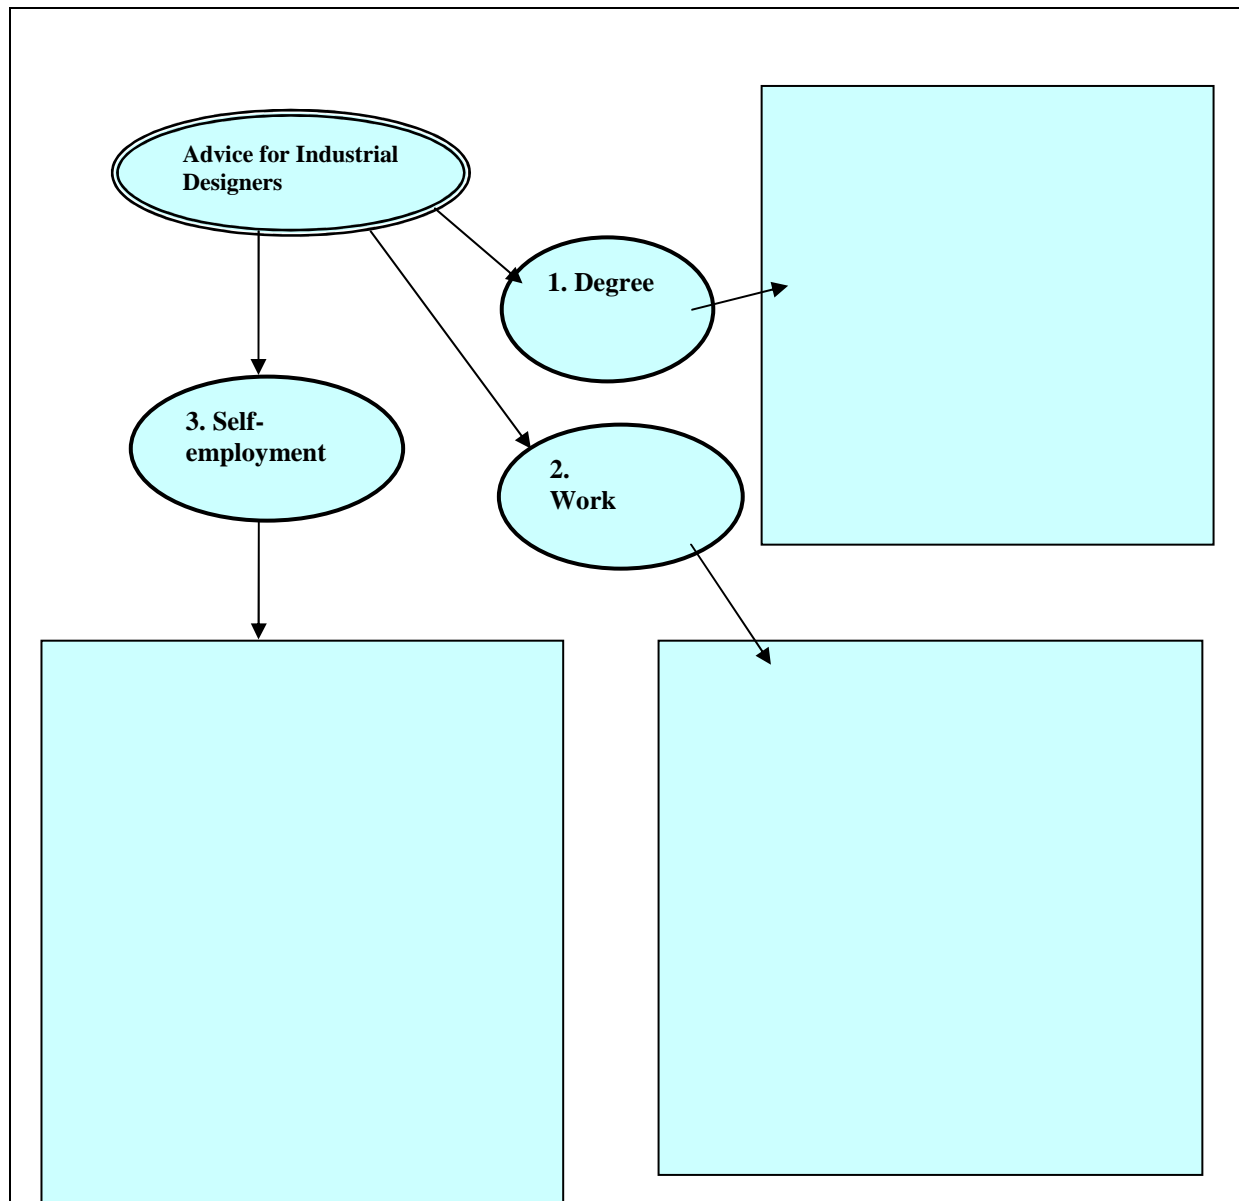 Advice for Industrial
Designers
1. Degree
3. Self-
employment
2.
Work